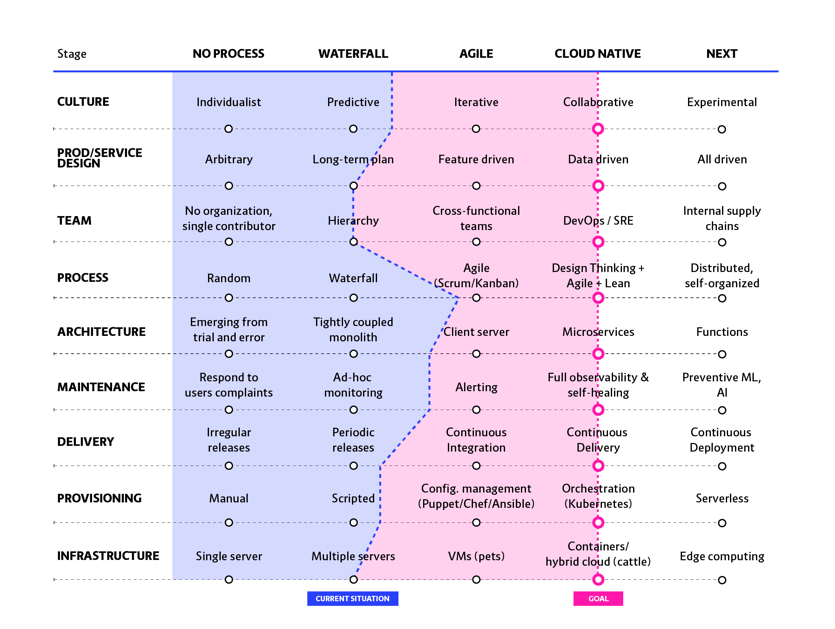 Stage NO PROCESS WATERFALL AGILE CLOUD NATIVE NEXT
CULTURE Individualist Predictive Iterative Collaborative Experimental
PROD/SERVICE
DESIGN Arbitrary Long-term plan Feature driven Data driven All driven
TEAM No organization,
single contributor Hierarchy Cross-functional
teams DevOps / SRE Internal supply
chains
PROCESS Random Waterfall Agile
(Scrum/Kanban) Design Thinking +
Agile + Lean Distributed,
self-organized
ARCHITECTURE Emerging from
trial and error Tightly coupled
monolith Client server Microservices Functions
MAINTENANCE Respond to
users complaints Ad-hoc
monitoring Alerting Full observability &
self-healing Preventive ML,
AI
DELIVERY Irregular
releases Periodic
releases Continuous
Integration Continuous
Delivery Continuous
Deployment
PROVISIONING Manual Scripted Config. management
(Puppet/Chef/Ansible) Orchestration
(Kubernetes) Serverless
INFRASTRUCTURE Single server Multiple servers VMs (pets) Containers/
hybrid cloud (cattle) Edge computing
CURRENT SITUATION GOAL